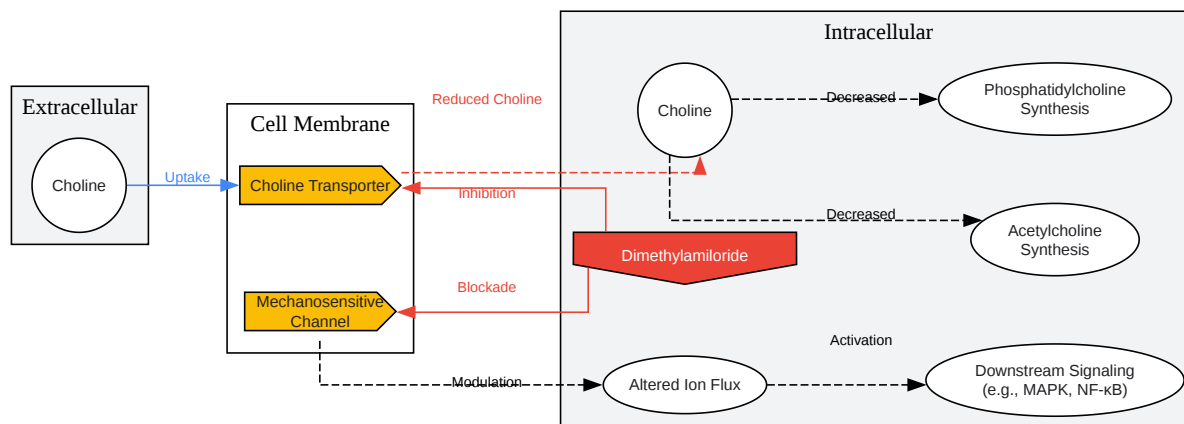 Intracellular
Extracellular
Cell Membrane
Reduced Choline
Choline
Uptake
Choline Transporter
Inhibition
Choline
Decreased
Phosphatidylcholine
Synthesis
Decreased
Acetylcholine
Synthesis
Dimethylamiloride
Blockade
Mechanosensitive
Channel
Modulation
Altered Ion Flux
Activation
Downstream Signaling
(e.g., MAPK, NF-κB)